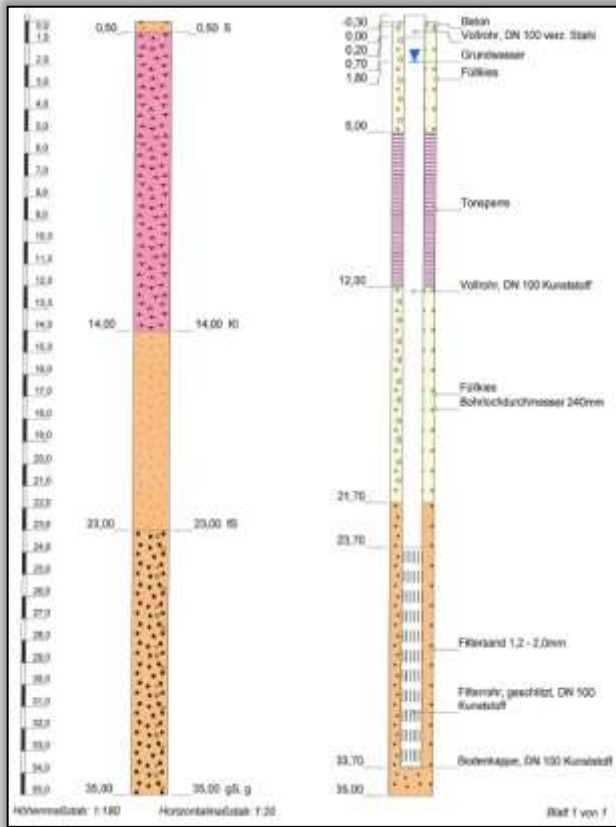 0,0
1,0
2,0
3,0
4,0
5,0
6,0
7,0
8,0
9,0
10,0
11,0
12,0
13,0
14,0
15,0
16,0
17,0
18,0
19,0
20,0
21,0
22,0
23,0
24,0
25,0
26,0
27,0
28,0
29,0
30,0
31,0
32,0
33,0
34,0
35,0
0,50 0,50 S
14,00 14,00 Kl
23,00 23,00 fS
35,00 35,00 gS, g
-0,30 Beton
0,00 Vollrohr, DN 100 verz. Stahl
0,20 Grundwasser
0,70
1,80 Füllkies
5,00
Tonsperre
12,30 Vollrohr, DN 100 Kunststoff
Füllkies
Bohrlochdurchmesser 240mm
21,70
23,70
Filtersand 1,2 - 2,0mm
Filterrohr, geschlitzt, DN 100
Kunststoff
33,70 Bodenkappe, DN 100 Kunststoff
35,00
Höhenmaßstab: 1:180 Horizontalmaßstab: 1:20 Blatt 1 von 1